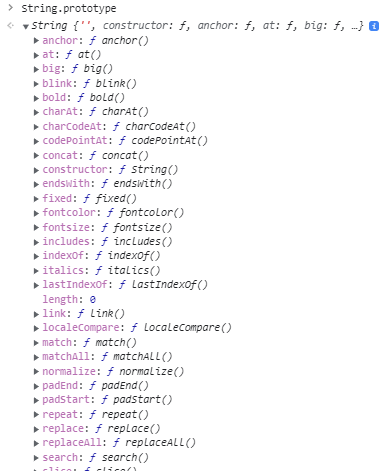 > String.prototype
<· ▼String {'', constructor: ƒ, anchor: ƒ, at: ƒ, big: ƒ, …} i
▶ anchor: ƒ anchor()
▶ at: ƒ at()
▶ big: ƒ big()
▶ blink: ƒ blink()
▶ bold: ƒ bold()
▶ charAt: ƒ charAt()
▶ charCodeAt: ƒ charCodeAt()
▶ codePointAt: ƒ codePointAt()
▶ concat: ƒ concat()
▶ constructor: ƒ String()
▶ endsWith: ƒ endsWith()
▶ fixed: ƒ fixed()
▶ fontcolor: ƒ fontcolor()
▶ fontsize: ƒ fontsize()
▶ includes: ƒ includes()
▶ indexOf: ƒ indexOf()
▶ italics: ƒ italics()
▶ lastIndexOf: ƒ lastIndexOf()
length: 0
▶ link: ƒ link()
▶ localeCompare: ƒ localeCompare()
▶ match: ƒ match()
▶ matchAll: ƒ matchAll()
▶ normalize: ƒ normalize()
▶ padEnd: ƒ padEnd()
▶ padStart: ƒ padStart()
▶ repeat: ƒ repeat()
▶ replace: ƒ replace()
▶ replaceAll: ƒ replaceAll()
▶ search: ƒ search()
▶ slice: ƒ slice()